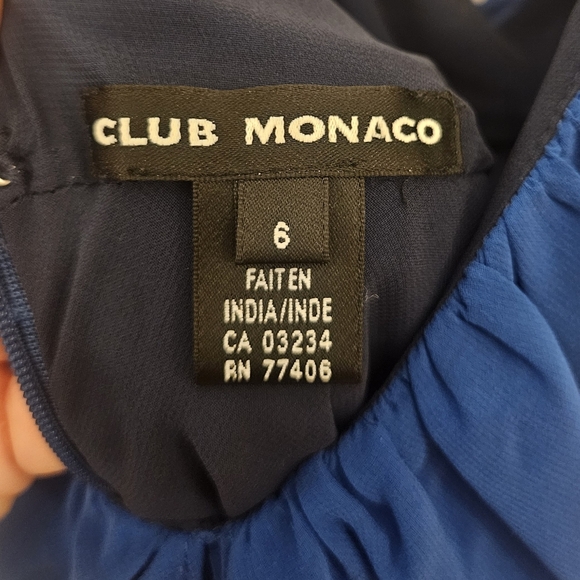 CLUB MONACO
6
FAIT EN
INDIA/INDE
CA 03234
RN 77406